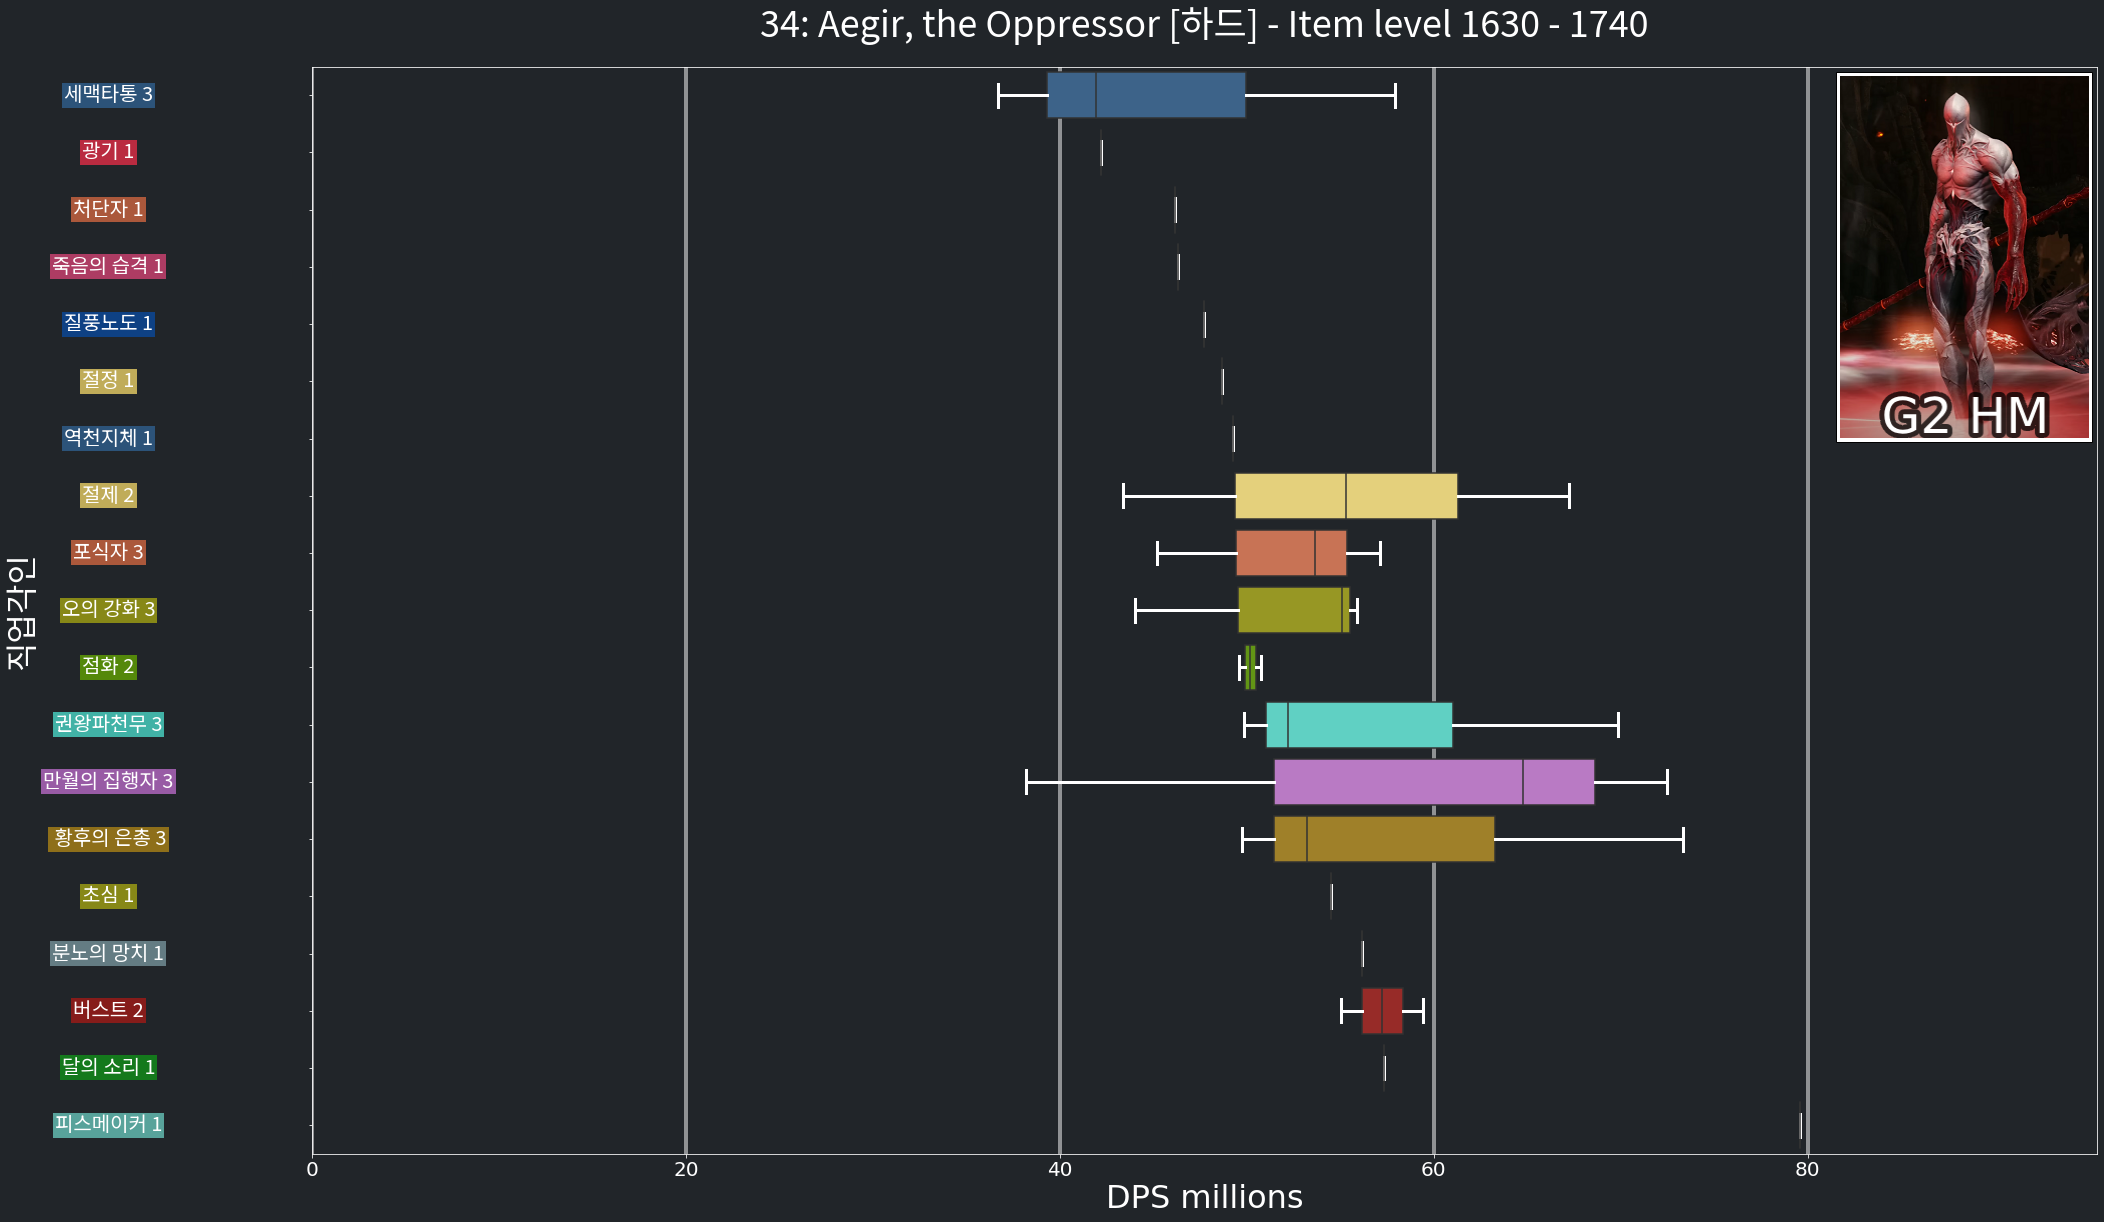 34: Aegir, the Oppressor [하드] - Item level 1630 - 1740
직업각인
세맥타통 3
광기 1
처단자 1
죽음의 습격 1
질풍노도 1
절정 1
역천지체 1
절제 2
포식자 3
오의 강화 3
점화 2
권왕파천무 3
만월의 집행자 3
황후의 은총 3
초심 1
분노의 망치 1
버스트 2
달의 소리 1
피스메이커 1
G2 HM
0 20 40 60 80
DPS millions